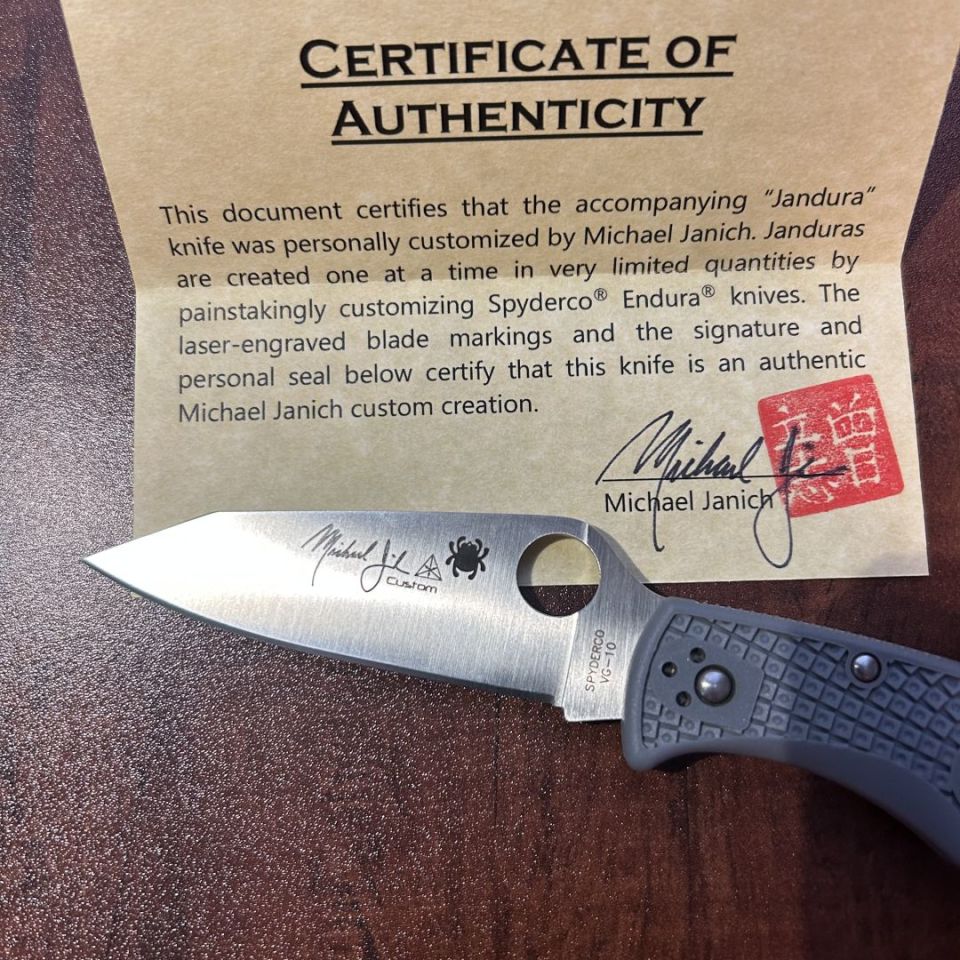 CERTIFICATE OF
AUTHENTICITY
This document certifies that the accompanying “Jandura”
knife was personally customized by Michael Janich. Janduras
are created one at a time in very limited quantities by
painstakingly customizing Spyderco® Endura® knives. The
laser-engraved blade markings and the signature and
personal seal below certify that this knife is an authentic
Michael Janich custom creation.
Michael Janich
Custom
SPYDERCO
VG-10